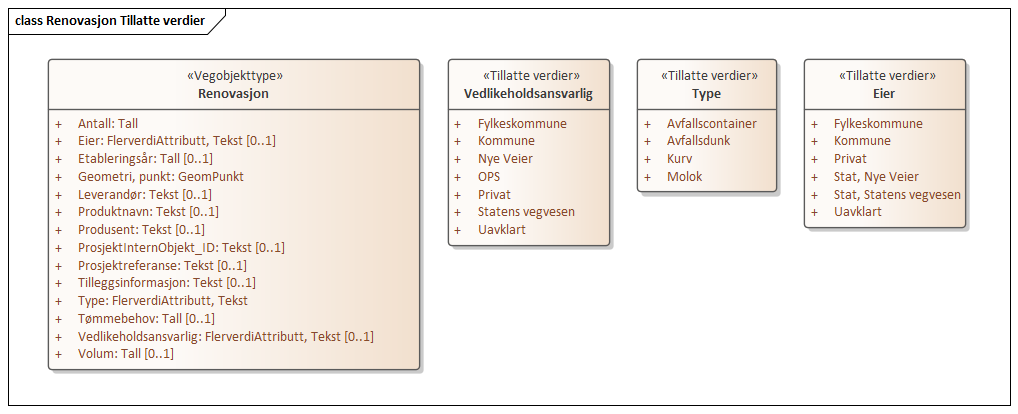 class Renovasjon Tillatte verdier
«Vegobjekttype»
Renovasjon
+ Antall: Tall
+ Eier: FlerverdiAttributt, Tekst [0..1]
+ Etableringsår: Tall [0..1]
+ Geometri, punkt: GeomPunkt
+ Leverandør: Tekst [0..1]
+ Produktnavn: Tekst [0..1]
+ Produsent: Tekst [0..1]
+ ProsjektInternObjekt_ID: Tekst [0..1]
+ Prosjektreferanse: Tekst [0..1]
+ Tilleggsinformasjon: Tekst [0..1]
+ Type: FlerverdiAttributt, Tekst
+ Tømmebehov: Tall [0..1]
+ Vedlikeholdsansvarlig: FlerverdiAttributt, Tekst [0..1]
+ Volum: Tall [0..1]
«Tillatte verdier»
Vedlikeholdsansvarlig
+ Fylkeskommune
+ Kommune
+ Nye Veier
+ OPS
+ Privat
+ Statens vegvesen
+ Uavklart
«Tillatte verdier»
Type
+ Avfallscontainer
+ Avfallsdunk
+ Kurv
+ Molok
«Tillatte verdier»
Eier
+ Fylkeskommune
+ Kommune
+ Privat
+ Stat, Nye Veier
+ Stat, Statens vegvesen
+ Uavklart